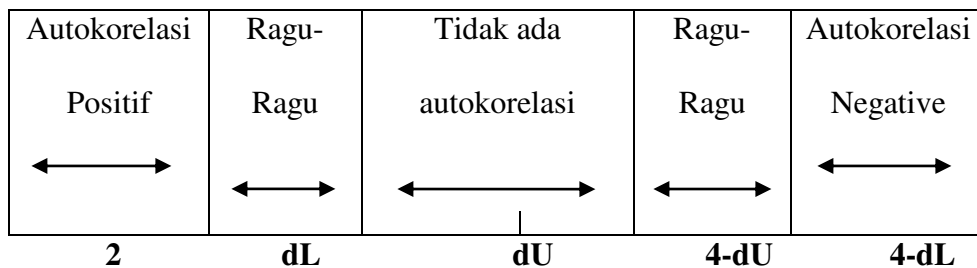 Autokorelasi Ragu- Tidak ada Ragu- Autokorelasi
Positif Ragu autokorelasi Ragu Negative
2 dL dU 4-dU 4-dL